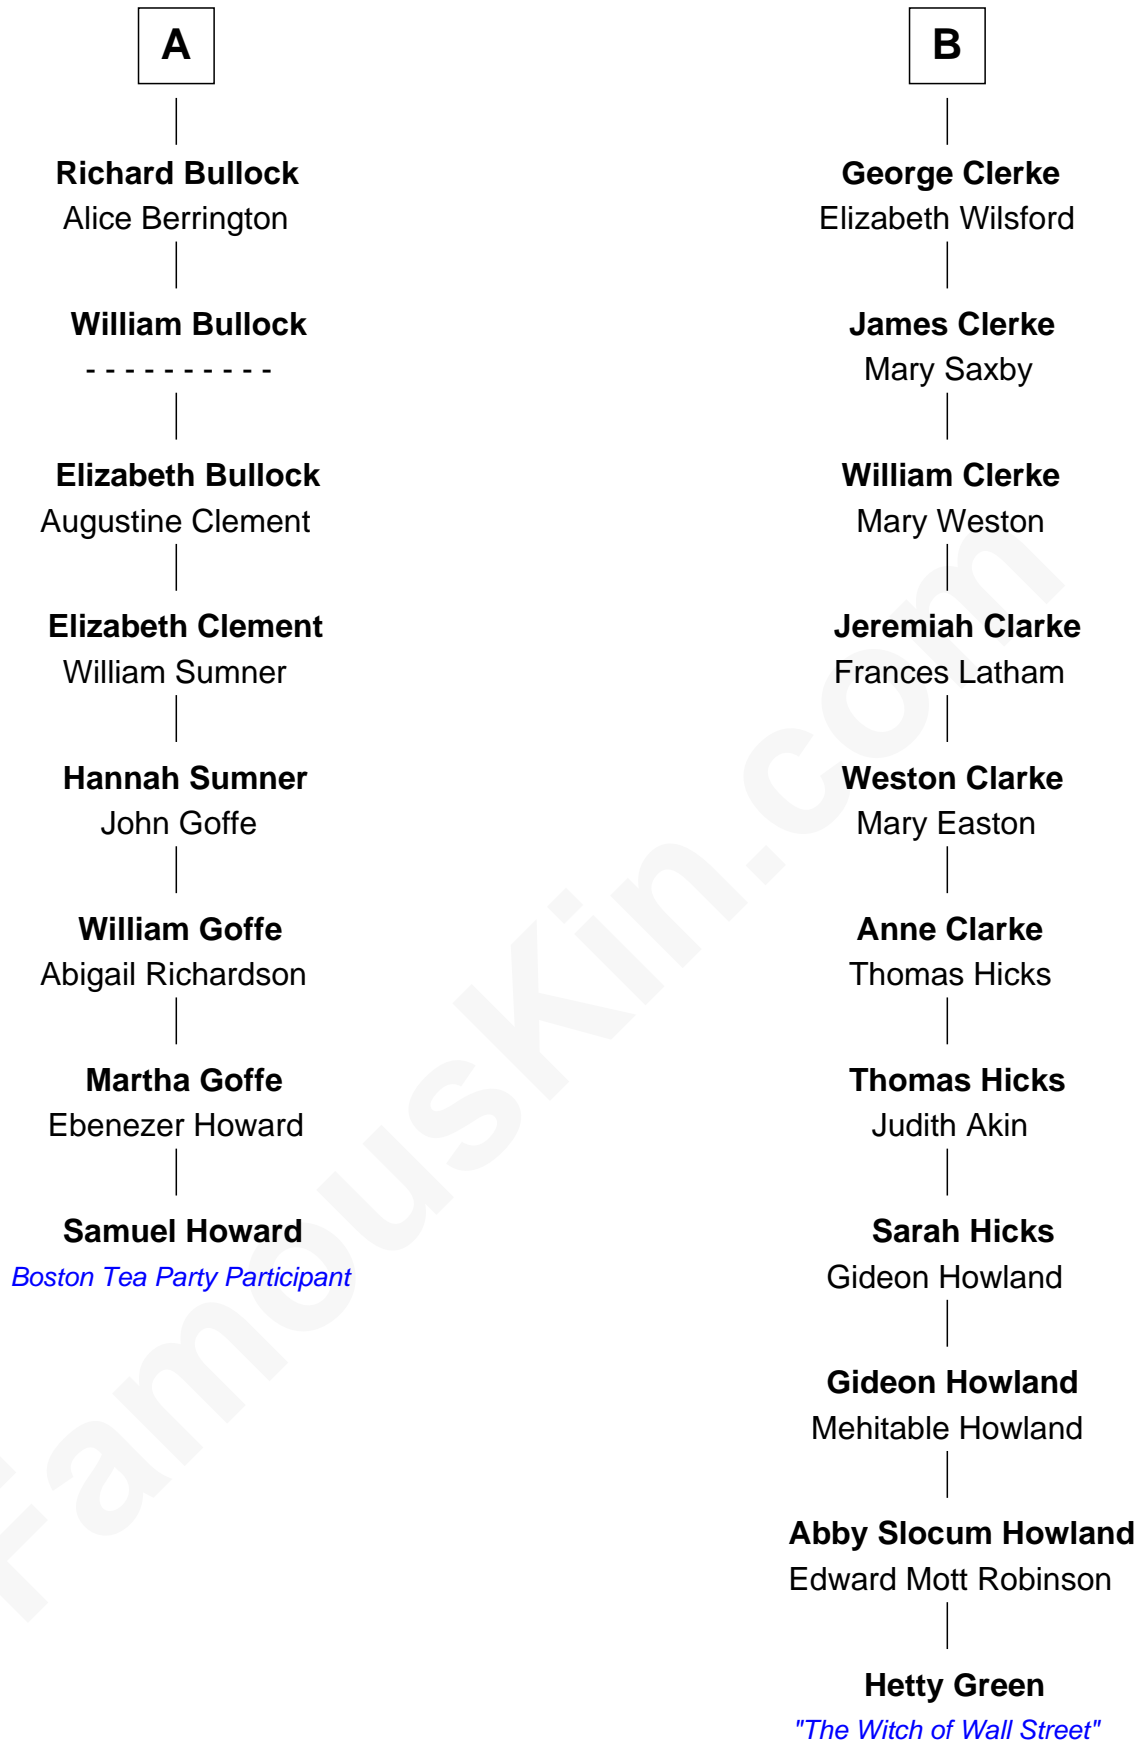 A
Richard Bullock
Alice Berrington
William Bullock
- - - - - - - - - -
Elizabeth Bullock
Augustine Clement
Elizabeth Clement
William Sumner
Hannah Sumner
John Goffe
William Goffe
Abigail Richardson
Martha Goffe
Ebenezer Howard
Samuel Howard
Boston Tea Party Participant
B
George Clerke
Elizabeth Wilsford
James Clerke
Mary Saxby
William Clerke
Mary Weston
Jeremiah Clarke
Frances Latham
Weston Clarke
Mary Easton
Anne Clarke
Thomas Hicks
Thomas Hicks
Judith Akin
Sarah Hicks
Gideon Howland
Gideon Howland
Mehitable Howland
Abby Slocum Howland
Edward Mott Robinson
Hetty Green
"The Witch of Wall Street"
FamousKin.com